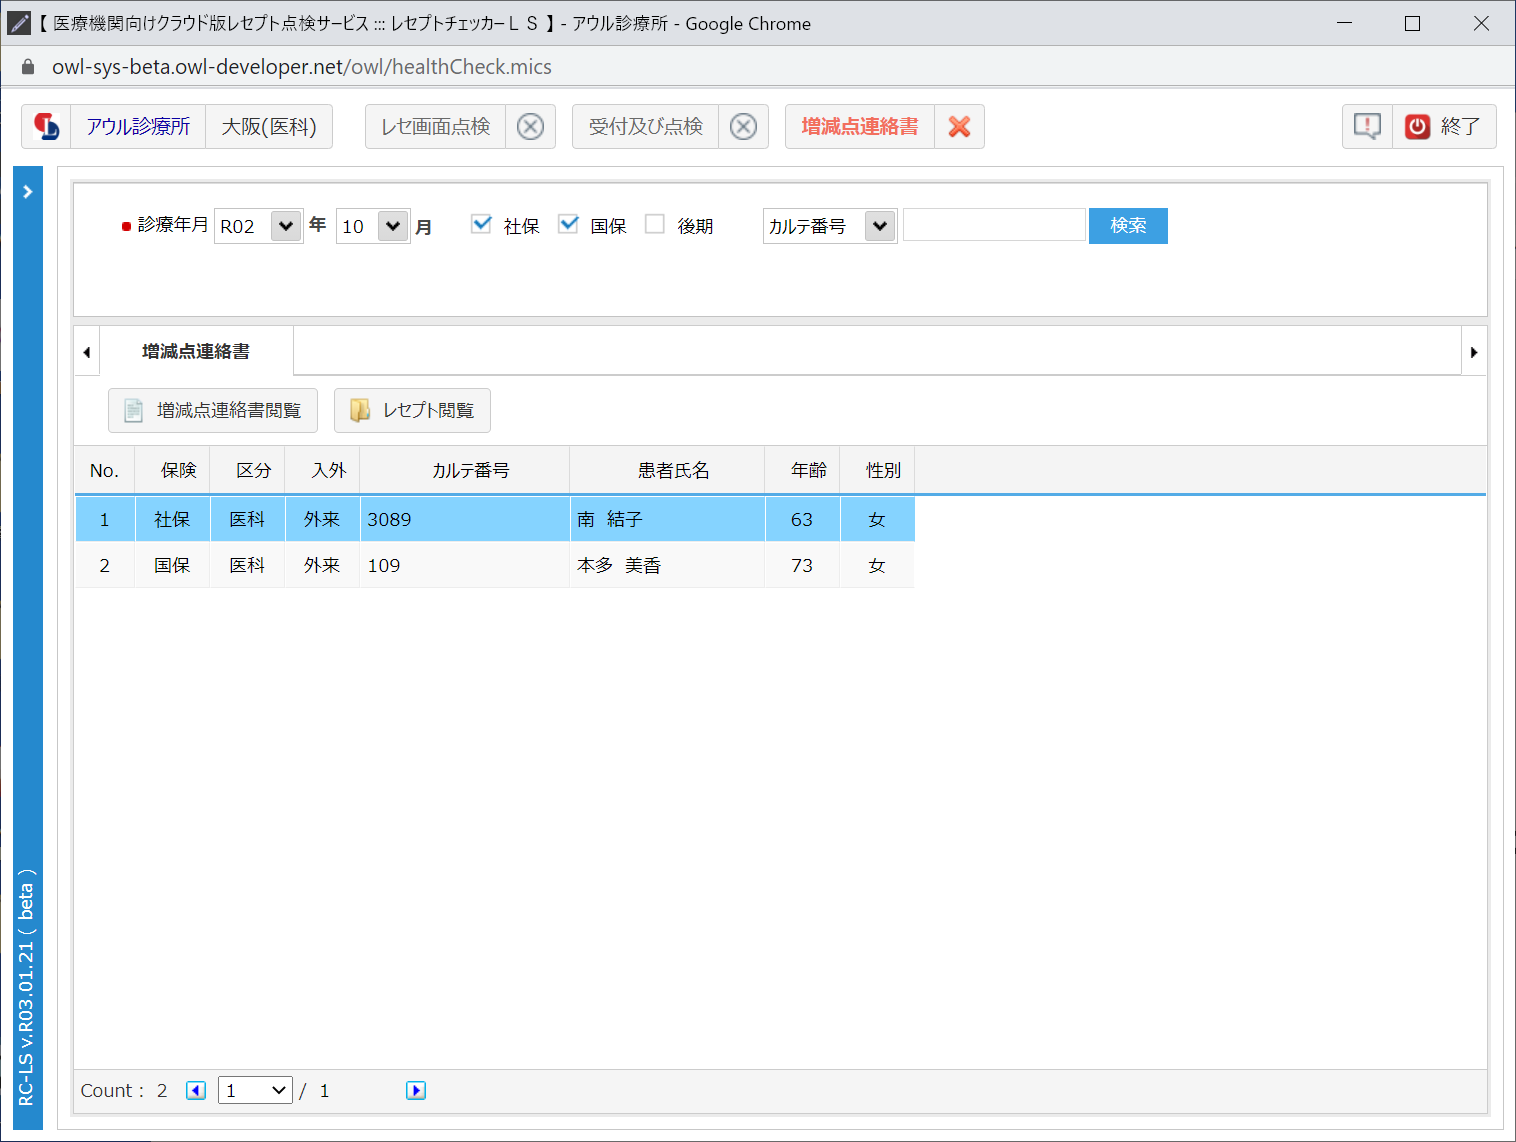 【 医療機関向けクラウド版レセプト点検サービス ::: レセプトチェッカーＬＳ 】 - アウル診療所 - Google Chrome
owl-sys-beta.owl-developer.net/owl/healthCheck.mics
アウル診療所 大阪(医科) レセ画面点検 受付及び点検 増減点連絡書 終了
診療年月 R02 年 10 月 社保 国保 後期 カルテ番号 検索
増減点連絡書
増減点連絡書閲覧 レセプト閲覧
No. 保険 区分 入外 カルテ番号 患者氏名 年齢 性別
1 社保 医科 外来 3089 南 結子 63 女
2 国保 医科 外来 109 本多 美香 73 女
RC-LS v.R03.01.21 ( beta )
Count : 2 1 / 1